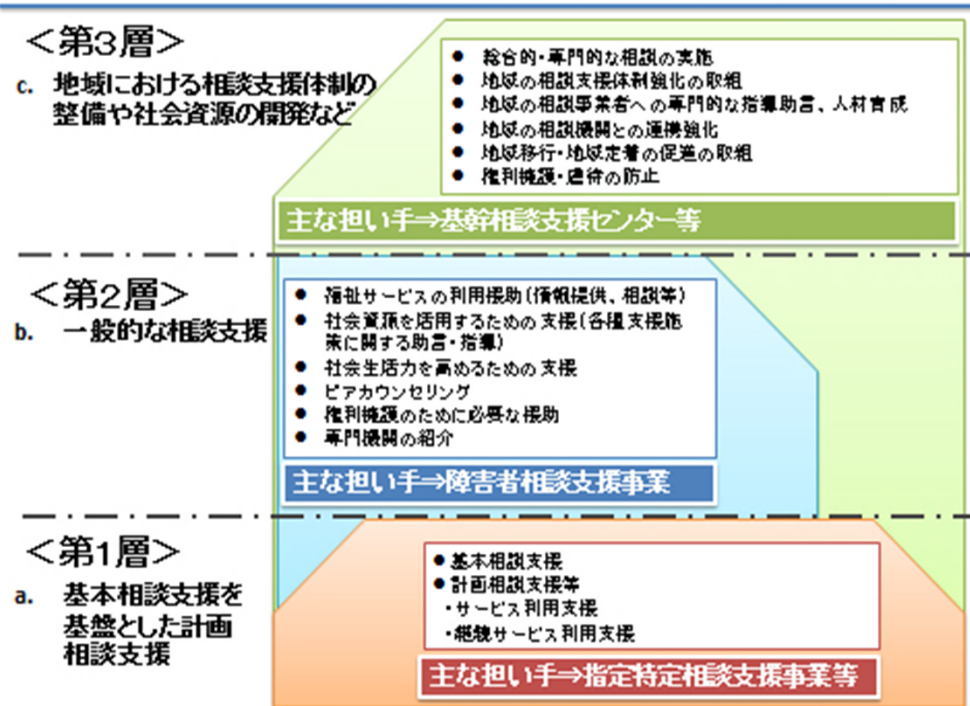 ＜第3層＞
c. 地域における相談支援体制の
整備や社会資源の開発など
● 総合的・専門的な相談の実施
● 地域の相談支援体制強化の取組
● 地域の相談事業者への専門的な指導助言、人材育成
● 地域の相談機関との連携強化
● 地域移行・地域定着の促進の取組
● 権利擁護・虐待の防止
主な担い手⇒基幹相談支援センター等
＜第2層＞
b. 一般的な相談支援
● 福祉サービスの利用援助(情報提供、相談等)
● 社会資源を活用するための支援(各種支援施
策に関する助言・指導)
● 社会生活力を高めるための支援
● ピアカウンセリング
● 権利擁護のために必要な援助
● 専門機関の紹介
主な担い手⇒障害者相談支援事業
＜第1層＞
a. 基本相談支援を
基盤とした計画
相談支援
● 基本相談支援
● 計画相談支援等
・サービス利用支援
・継続サービス利用支援
主な担い手⇒指定特定相談支援事業等